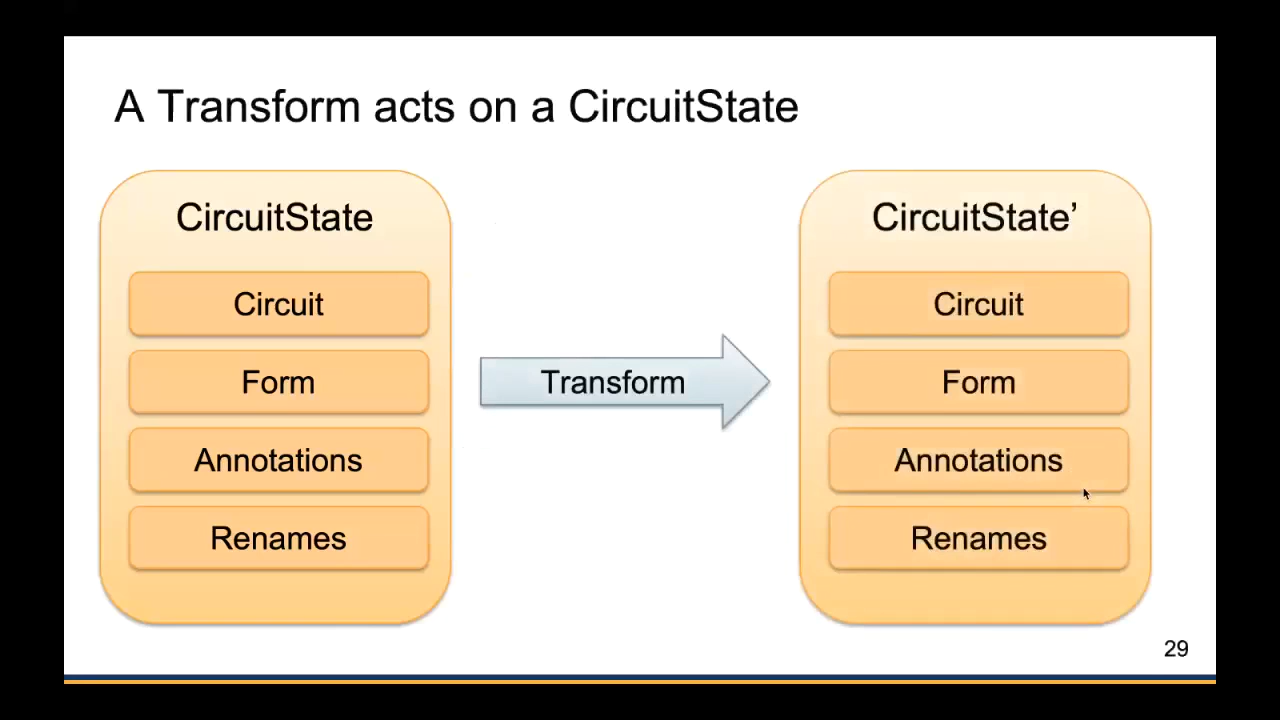 A Transform acts on a CircuitState
CircuitState
Circuit
Form
Annotations
Renames
Transform
CircuitState’
Circuit
Form
Annotations
Renames
29